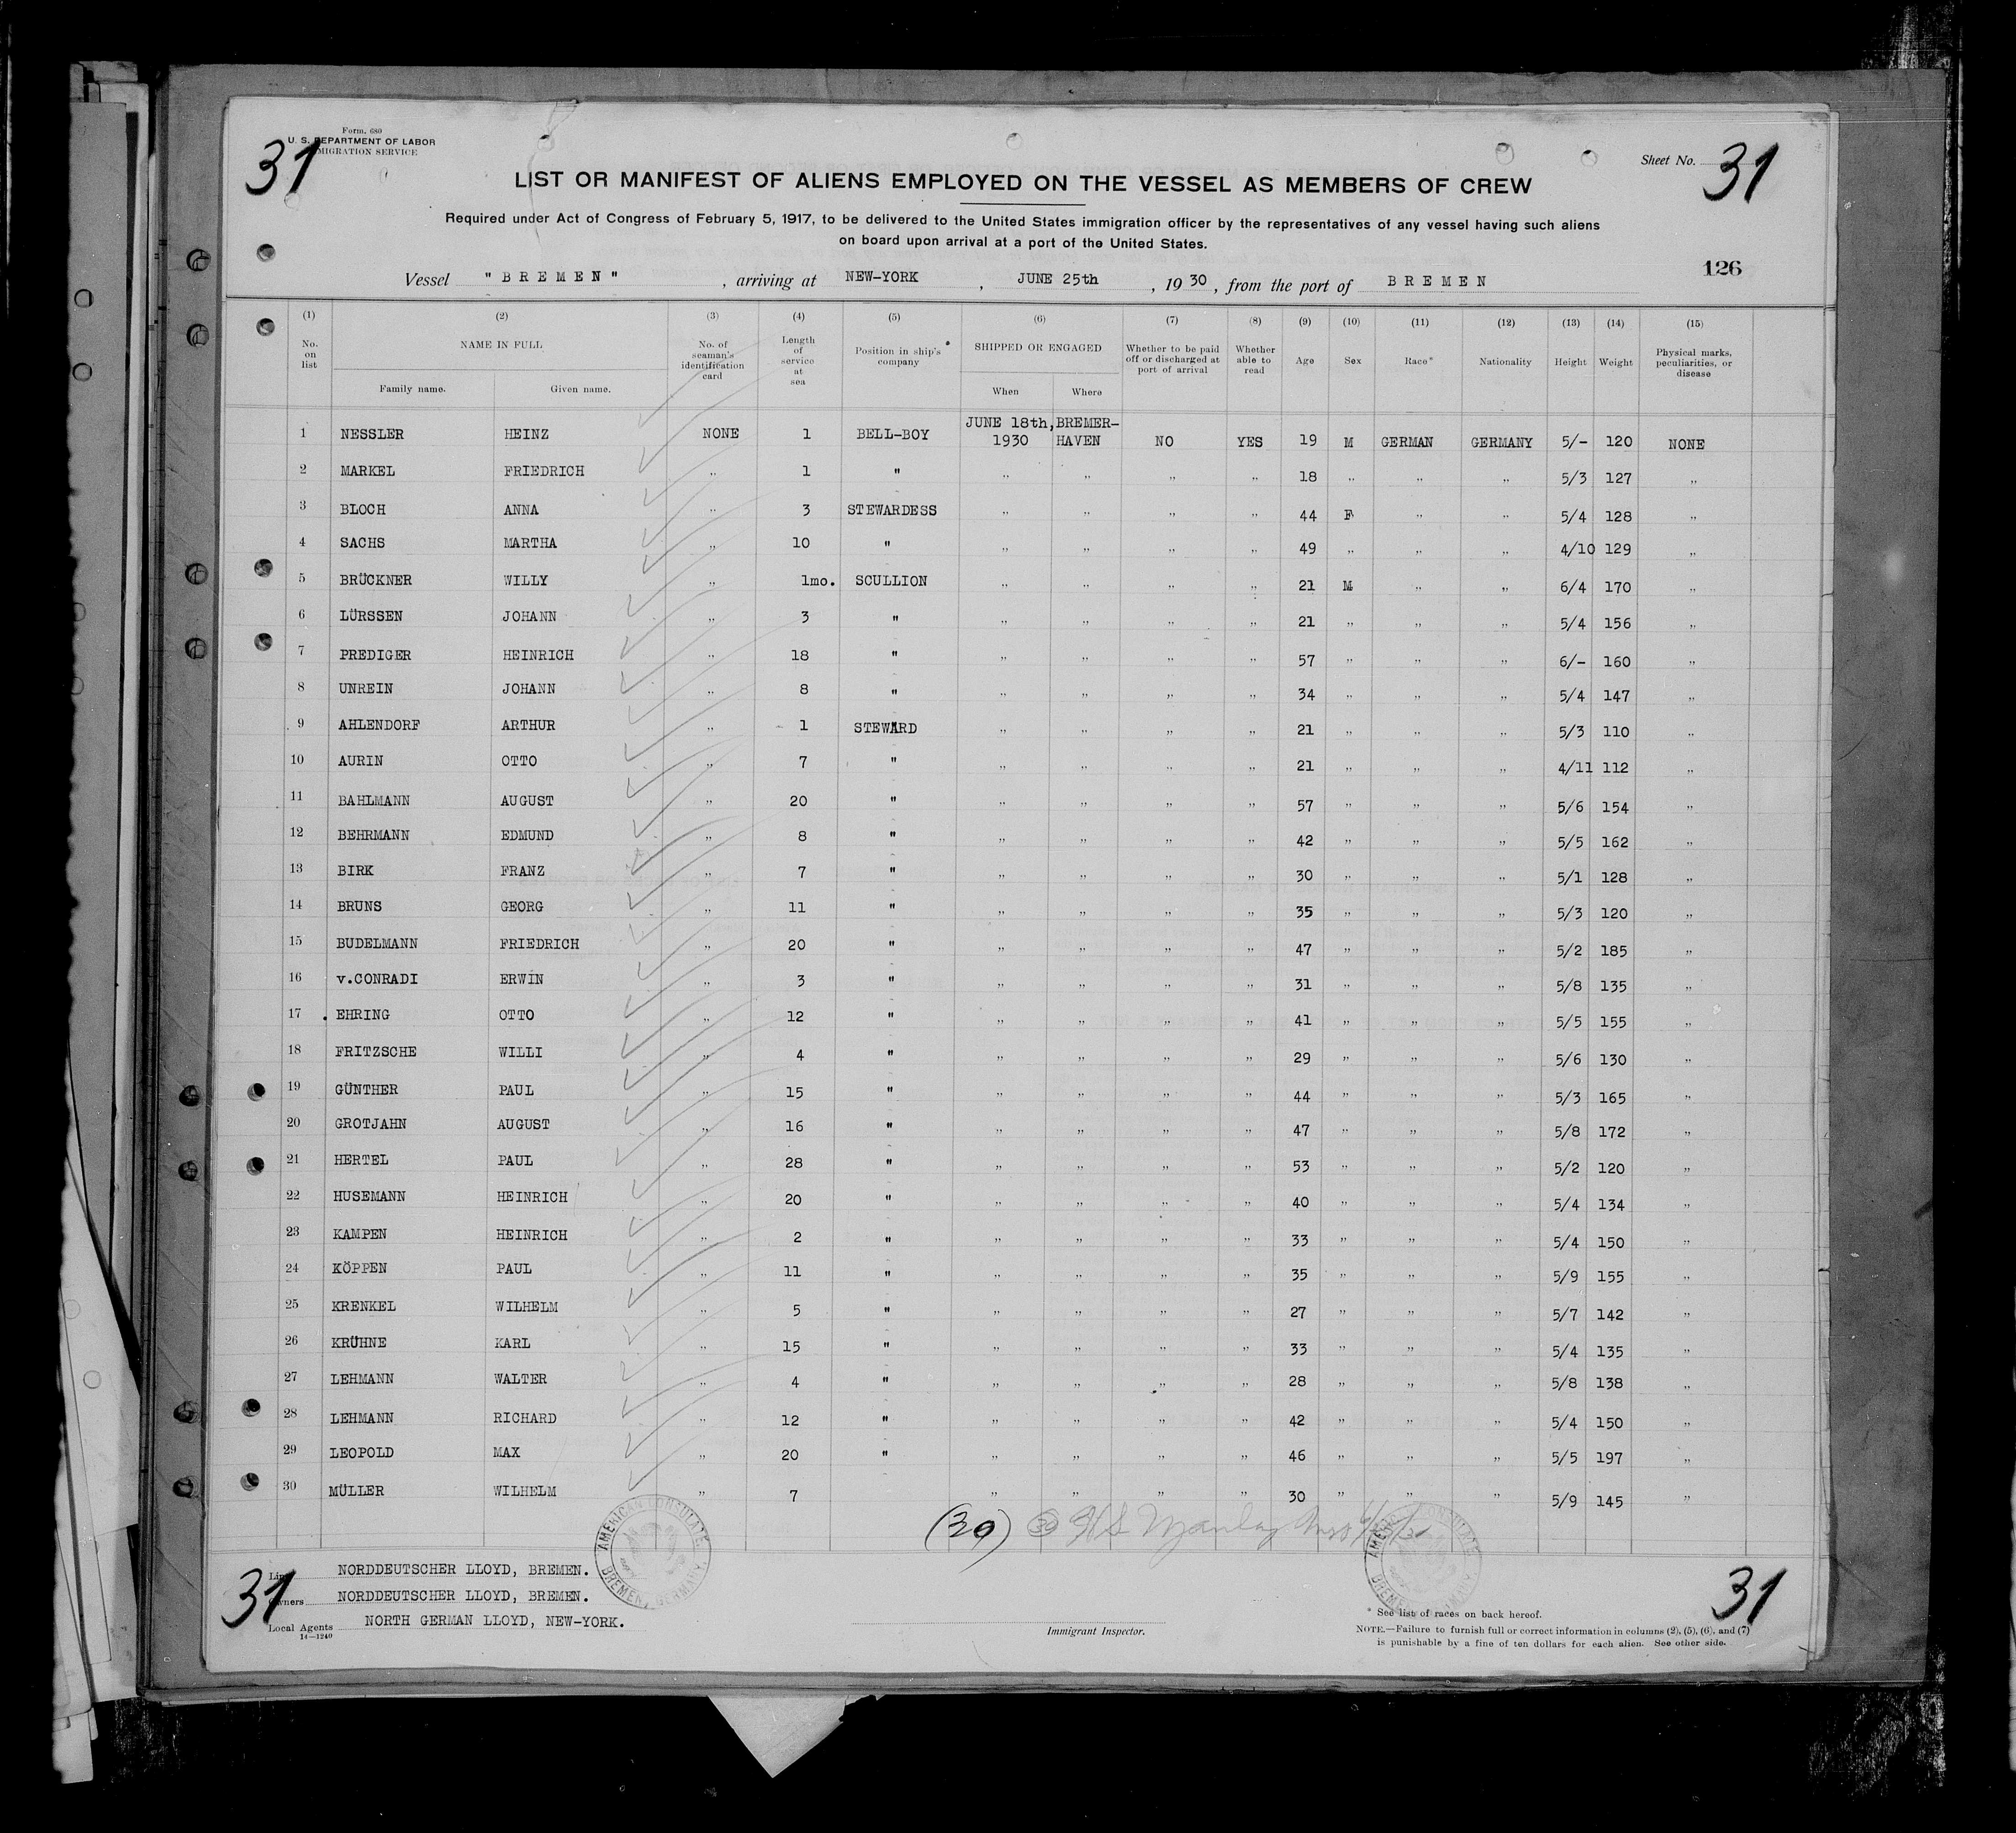 Form. 680
U. S. DEPARTMENT OF LABOR
IMMIGRATION SERVICE
31
Sheet No. 31
LIST OR MANIFEST OF ALIENS EMPLOYED ON THE VESSEL AS MEMBERS OF CREW
Required under Act of Congress of February 5, 1917, to be delivered to the United States immigration officer by the representatives of any vessel having such aliens
on board upon arrival at a port of the United States.
126
Vessel "BREMEN", arriving at NEW-YORK, JUNE 25th, 1930, from the port of BREMEN
(1) (2) (3) (4) (5) (6) (7) (8) (9) (10) (11) (12) (13) (14) (15)
No. on list NAME IN FULL Family name. Given name. No. of seaman's identification card Length of service at sea Position in ship's company * SHIPPED OR ENGAGED When Where Whether to be paid off or discharged at port of arrival Whether able to read Age Sex Race* Nationality Height Weight Physical marks, peculiarities, or disease
1 NESSLER HEINZ NONE 1 BELL-BOY JUNE 18th, 1930 BREMER-HAVEN NO YES 19 M GERMAN GERMANY 5/- 120 NONE
2 MARKEL FRIEDRICH " 1 " " " " " 18 " " " 5/3 127 "
3 BLOCH ANNA " 3 STEWARDESS " " " " 44 F " " 5/4 128 "
4 SACHS MARTHA " 10 " " " " " 49 " " " 4/10 129 "
5 BRÜCKNER WILLY " 1mo. SCULLION " " " " 21 M " " 6/4 170 "
6 LÜRSSEN JOHANN " 3 " " " " " 21 " " " 5/4 156 "
7 PREDIGER HEINRICH " 18 " " " " " 57 " " " 6/- 160 "
8 UNREIN JOHANN " 8 " " " " " 34 " " " 5/4 147 "
9 AHLENDORF ARTHUR " 1 STEWARD " " " " 21 " " " 5/3 110 "
10 AURIN OTTO " 7 " " " " " 21 " " " 4/11 112 "
11 BAHLMANN AUGUST " 20 " " " " " 57 " " " 5/6 154 "
12 BEHRMANN EDMUND " 8 " " " " " 42 " " " 5/5 162 "
13 BIRK FRANZ " 7 " " " " " 30 " " " 5/1 128 "
14 BRUNS GEORG " 11 " " " " " 35 " " " 5/3 120 "
15 BUDELMANN FRIEDRICH " 20 " " " " " 47 " " " 5/2 185 "
16 v.CONRADI ERWIN " 3 " " " " " 31 " " " 5/8 135 "
17 EHRING OTTO " 12 " " " " " 41 " " " 5/5 155 "
18 FRITZSCHE WILLI " 4 " " " " " 29 " " " 5/6 130 "
19 GÜNTHER PAUL " 15 " " " " " 44 " " " 5/3 165 "
20 GROTJAHN AUGUST " 16 " " " " " 47 " " " 5/8 172 "
21 HERTEL PAUL " 28 " " " " " 53 " " " 5/2 120 "
22 HUSEMANN HEINRICH " 20 " " " " " 40 " " " 5/4 134 "
23 KAMPEN HEINRICH " 2 " " " " " 33 " " " 5/4 150 "
24 KÖPPEN PAUL " 11 " " " " " 35 " " " 5/9 155 "
25 KRENKEL WILHELM " 5 " " " " " 27 " " " 5/7 142 "
26 KRÜHNE KARL " 15 " " " " " 33 " " " 5/4 135 "
27 LEHMANN WALTER " 4 " " " " " 28 " " " 5/8 138 "
28 LEHMANN RICHARD " 12 " " " " " 42 " " " 5/4 150 "
29 LEOPOLD MAX " 20 " " " " " 46 " " " 5/5 197 "
30 MÜLLER WILHELM " 7 " " " " 30 " " " 5/9 145 "
(30) 30
AMERICAN CONSULATE. BREMEN, GERMANY
AMERICAN CONSULATE. BREMEN, GERMANY
31
31
Line NORDDEUTSCHER LLOYD, BREMEN.
Owners NORDDEUTSCHER LLOYD, BREMEN.
Local Agents NORTH GERMAN LLOYD, NEW-YORK.
14—1240
Immigrant Inspector.
* See list of races on back hereof.
NOTE.—Failure to furnish full or correct information in columns (2), (5), (6), and (7)
is punishable by a fine of ten dollars for each alien. See other side.